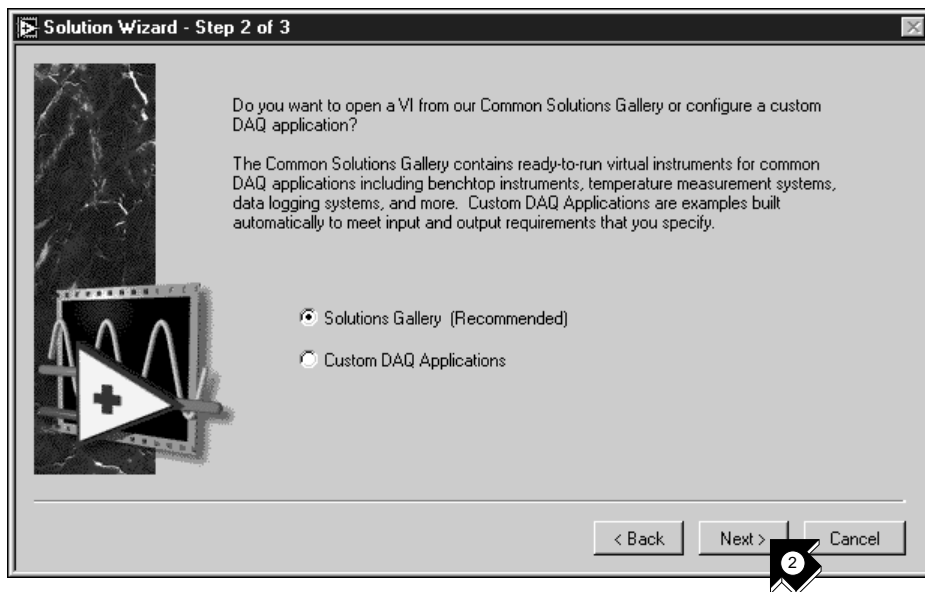 Solution Wizard - Step 2 of 3
Do you want to open a VI from our Common Solutions Gallery or configure a custom
DAQ application?
The Common Solutions Gallery contains ready-to-run virtual instruments for common
DAQ applications including benchtop instruments, temperature measurement systems,
data logging systems, and more.  Custom DAQ Applications are examples built
automatically to meet input and output requirements that you specify.
Solutions Gallery  (Recommended)
Custom DAQ Applications
< Back
Next >
Cancel
2